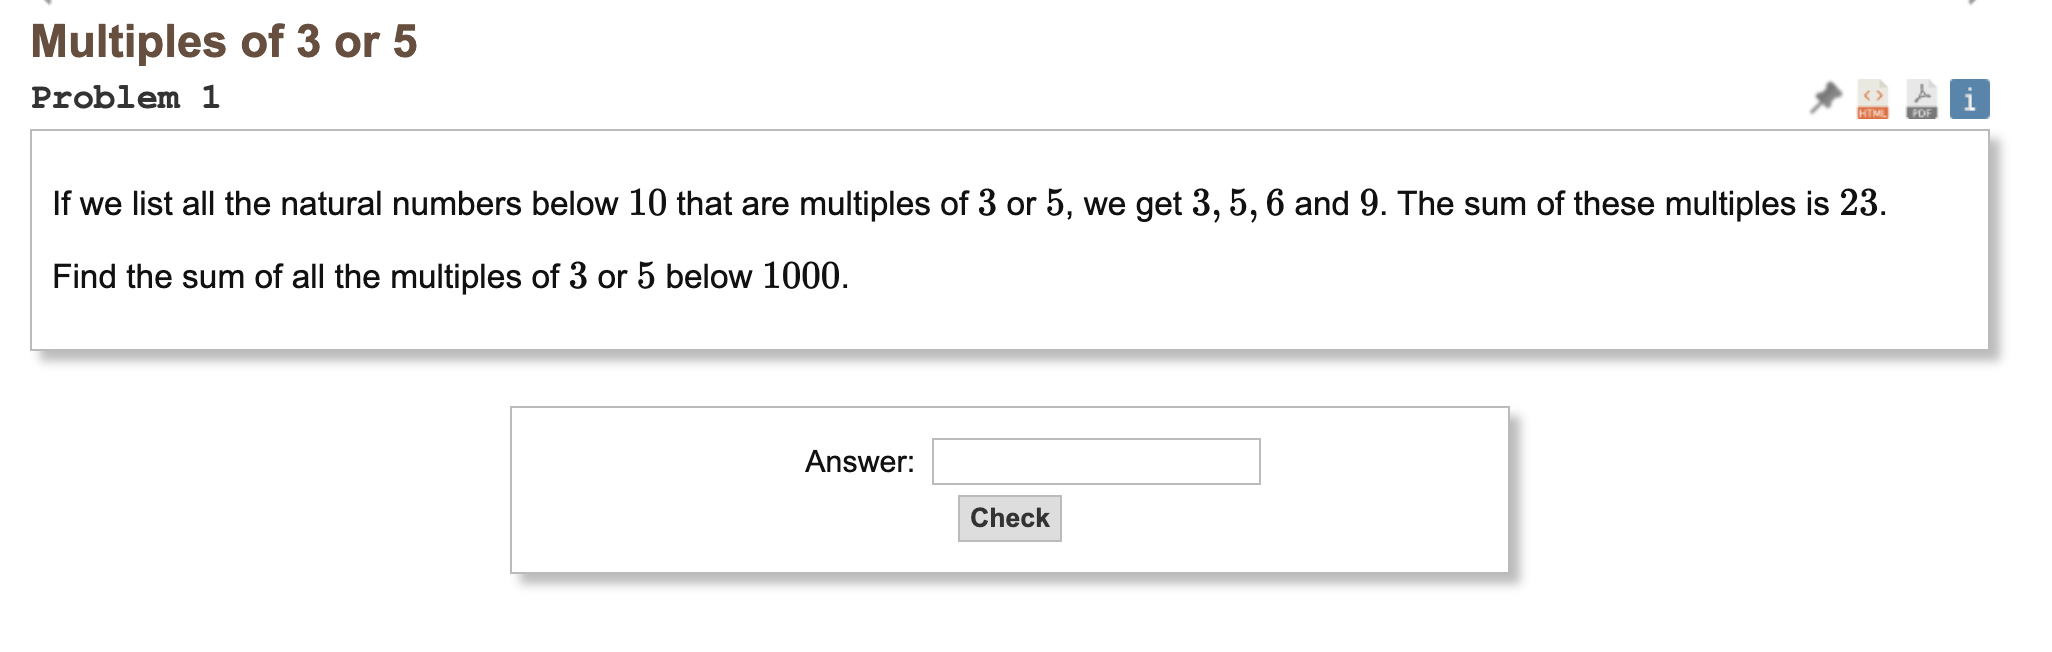 Multiples of 3 or 5
Problem 1
HTML
PDF
i
If we list all the natural numbers below 10 that are multiples of 3 or 5, we get 3, 5, 6 and 9. The sum of these multiples is 23.
Find the sum of all the multiples of 3 or 5 below 1000.
Answer:
Check